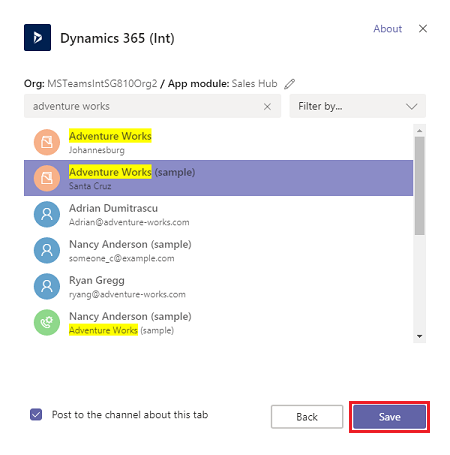 Dynamics 365 (Int)
About
Org: MSTeamsIntSG810Org2 / App module: Sales Hub
adventure works
Filter by...
Adventure Works
Johannesburg
Adventure Works (sample)
Santa Cruz
Adrian Dumitrascu
Adrian@adventure-works.com
Nancy Anderson (sample)
someone_c@example.com
Ryan Gregg
ryang@adventure-works.com
Nancy Anderson (sample)
Adventure Works (sample)
Post to the channel about this tab
Back
Save